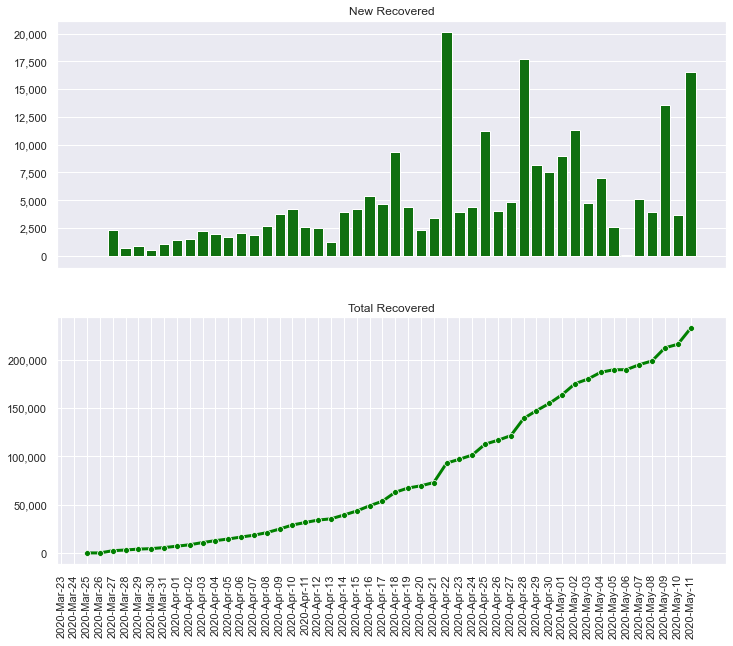 New Recovered
20,000
17,500
15,000
12,500
10,000
7,500
5,000
2,500
0
Total Recovered
200,000
150,000
100,000
50,000
0
2020-Mar-23
2020-Mar-24
2020-Mar-25
2020-Mar-26
2020-Mar-27
2020-Mar-28
2020-Mar-29
2020-Mar-30
2020-Mar-31
2020-Apr-01
2020-Apr-02
2020-Apr-03
2020-Apr-04
2020-Apr-05
2020-Apr-06
2020-Apr-07
2020-Apr-08
2020-Apr-09
2020-Apr-10
2020-Apr-11
2020-Apr-12
2020-Apr-13
2020-Apr-14
2020-Apr-15
2020-Apr-16
2020-Apr-17
2020-Apr-18
2020-Apr-19
2020-Apr-20
2020-Apr-21
2020-Apr-22
2020-Apr-23
2020-Apr-24
2020-Apr-25
2020-Apr-26
2020-Apr-27
2020-Apr-28
2020-Apr-29
2020-Apr-30
2020-May-01
2020-May-02
2020-May-03
2020-May-04
2020-May-05
2020-May-06
2020-May-07
2020-May-08
2020-May-09
2020-May-10
2020-May-11